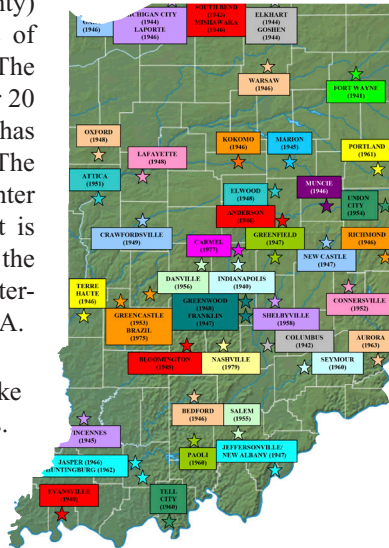 nty)
of
The
20
has
The
nter
t is
the
ter-
A.
ke
s.
(1946)
MICHIGAN CITY
(1944)
LAPORTE
(1946)
SOUTH BEND
MISHAWAKA
(1946)
ELKHART
(1944)
GOSHEN
(1944)
WARSAW
(1946)
FORT WAYNE
(1941)
OXFORD
(1948)
LAFAYETTE
(1948)
KOKOMO
(1946)
MARION
(1945)
PORTLAND
(1961)
ATTICA
(1951)
ELWOOD
(1948)
MUNCIE
(1946)
UNION
CITY
(1954)
ANDERSON
(1946)
CRAWFORDSVILLE
(1949)
CARMEL
(1977)
GREENFIELD
(1947)
NEW CASTLE
(1947)
RICHMOND
(1946)
TERRE
HAUTE
(1946)
DANVILLE
(1956)
INDIANAPOLIS
(1940)
CONNERSVILLE
(1952)
GREENCASTLE
(1953)
BRAZIL
(1975)
GREENWOOD
(1968)
FRANKLIN
(1947)
SHELBYVILLE
(1958)
BLOOMINGTON
(1945)
NASHVILLE
(1979)
COLUMBUS
(1942)
SEYMOUR
(1960)
AURORA
(1963)
BEDFORD
(1946)
SALEM
(1955)
VINCENNES
(1945)
PAOLI
(1960)
JEFFERSONVILLE/
NEW ALBANY (1947)
JASPER (1966)
HUNTINGBURG (1962)
EVANSVILLE
(1940)
TELL
CITY
(1960)